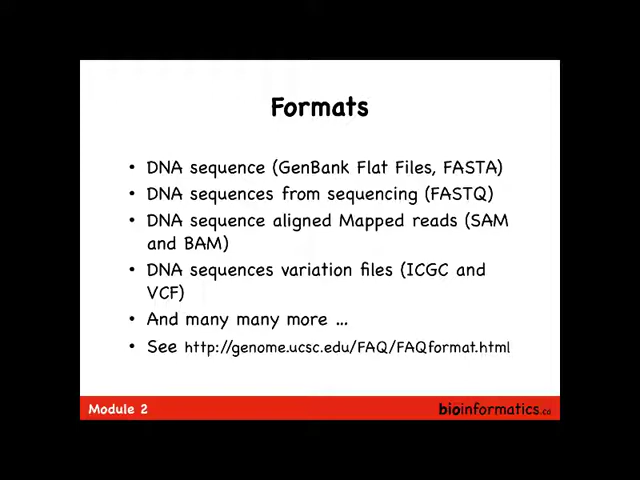 Formats
• DNA sequence (GenBank Flat Files, FASTA)
• DNA sequences from sequencing (FASTQ)
• DNA sequence aligned Mapped reads (SAM
and BAM)
• DNA sequences variation files (ICGC and
VCF)
• And many many more ...
• See http://genome.ucsc.edu/FAQ/FAQformat.html
Module 2
bioinformatics.ca